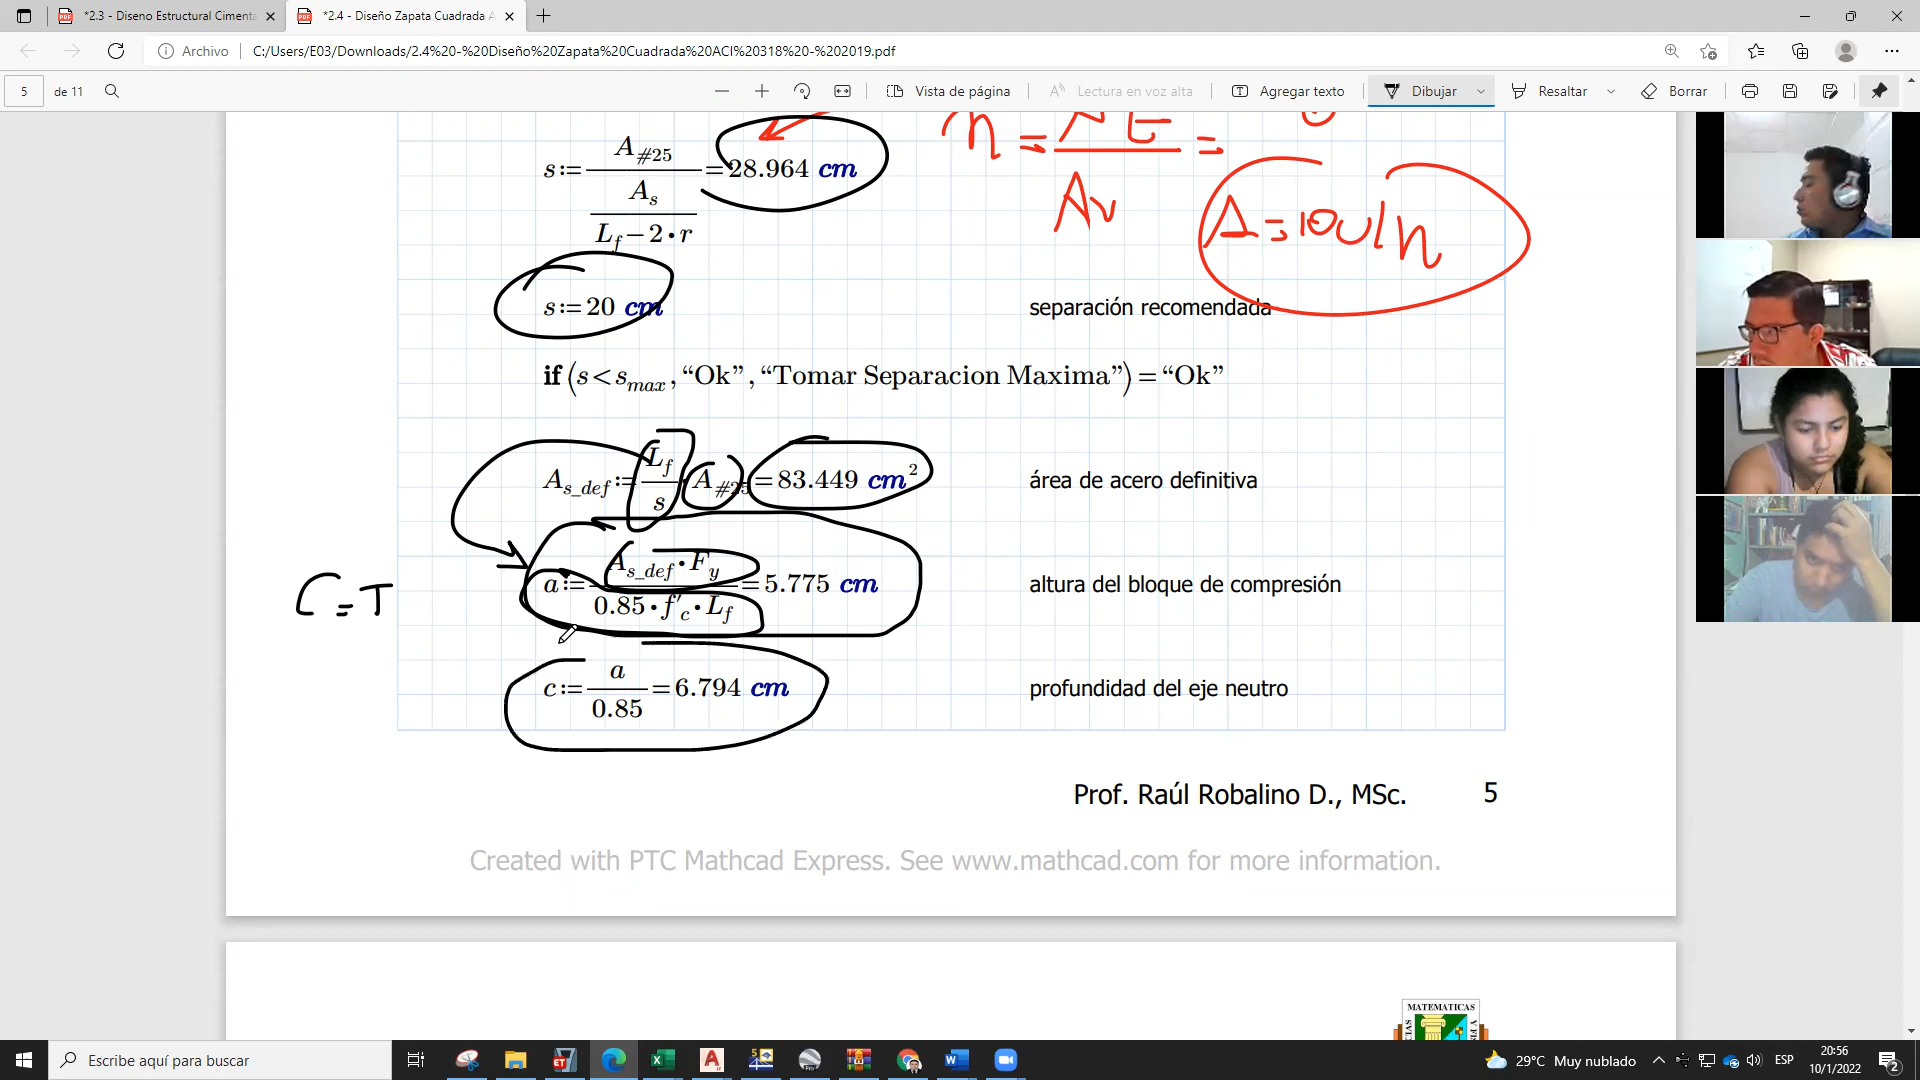 *2.3 - Diseno Estructural Cimenta
*2.4 - Diseño Zapata Cuadrada A
Archivo
C:/Users/E03/Downloads/2.4%20-%20Diseño%20Zapata%20Cuadrada%20ACI%20318%20-%202019.pdf
5 de 11
Vista de página
Lectura en voz alta
Agregar texto
Dibujar
Resaltar
Borrar
s:= A#25 / (As / (Lf − 2 • r)) = 28.964 cm
n = =
Av
A=100/n
s:=20 cm
separación recomendada
if (s < smax, “Ok”, “Tomar Separacion Maxima”) = “Ok”
As_def := Lf / s • A#25 = 83.449 cm²
área de acero definitiva
C=T
a := As_def • Fy / 0.85 • f'c • Lf = 5.775 cm
altura del bloque de compresión
c := a / 0.85 = 6.794 cm
profundidad del eje neutro
Prof. Raúl Robalino D., MSc. 5
Created with PTC Mathcad Express. See www.mathcad.com for more information.
MATEMATICAS
Escribe aquí para buscar
29°C Muy nublado
ESP
20:56
10/1/2022
2